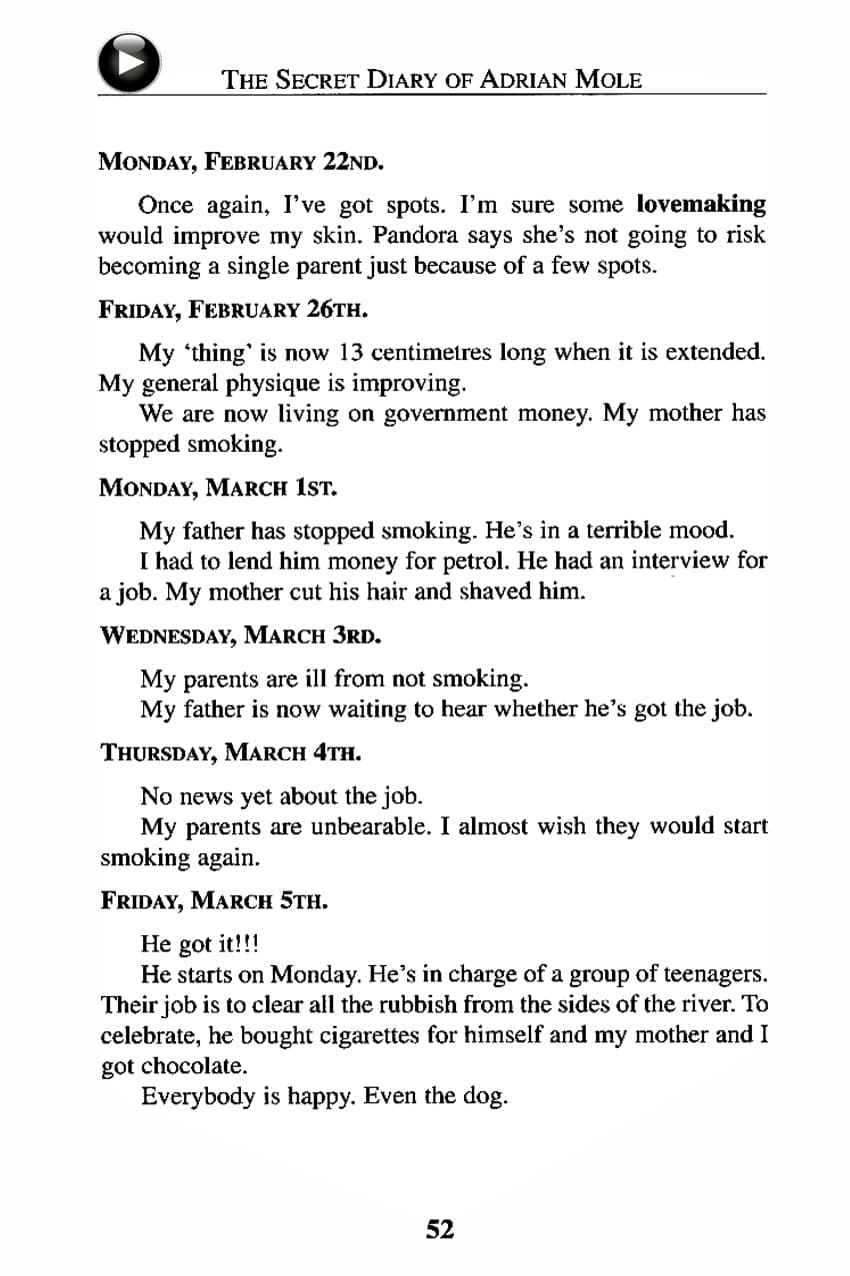 THE SECRET DIARY OF ADRIAN MOLE
MONDAY, FEBRUARY 22ND.
Once again, I've got spots. I'm sure some lovemaking
would improve my skin. Pandora says she's not going to risk
becoming a single parent just because of a few spots.
FRIDAY, FEBRUARY 26TH.
My 'thing' is now 13 centimetres long when it is extended.
My general physique is improving.
We are now living on government money. My mother has
stopped smoking.
MONDAY, MARCH 1ST.
My father has stopped smoking. He's in a terrible mood.
I had to lend him money for petrol. He had an interview for
a job. My mother cut his hair and shaved him.
WEDNESDAY, MARCH 3RD.
My parents are ill from not smoking.
My father is now waiting to hear whether he's got the job.
THURSDAY, MARCH 4TH.
No news yet about the job.
My parents are unbearable. I almost wish they would start
smoking again.
FRIDAY, MARCH 5TH.
He got it!!!
He starts on Monday. He's in charge of a group of teenagers.
Their job is to clear all the rubbish from the sides of the river. To
celebrate, he bought cigarettes for himself and my mother and I
got chocolate.
Everybody is happy. Even the dog.
52